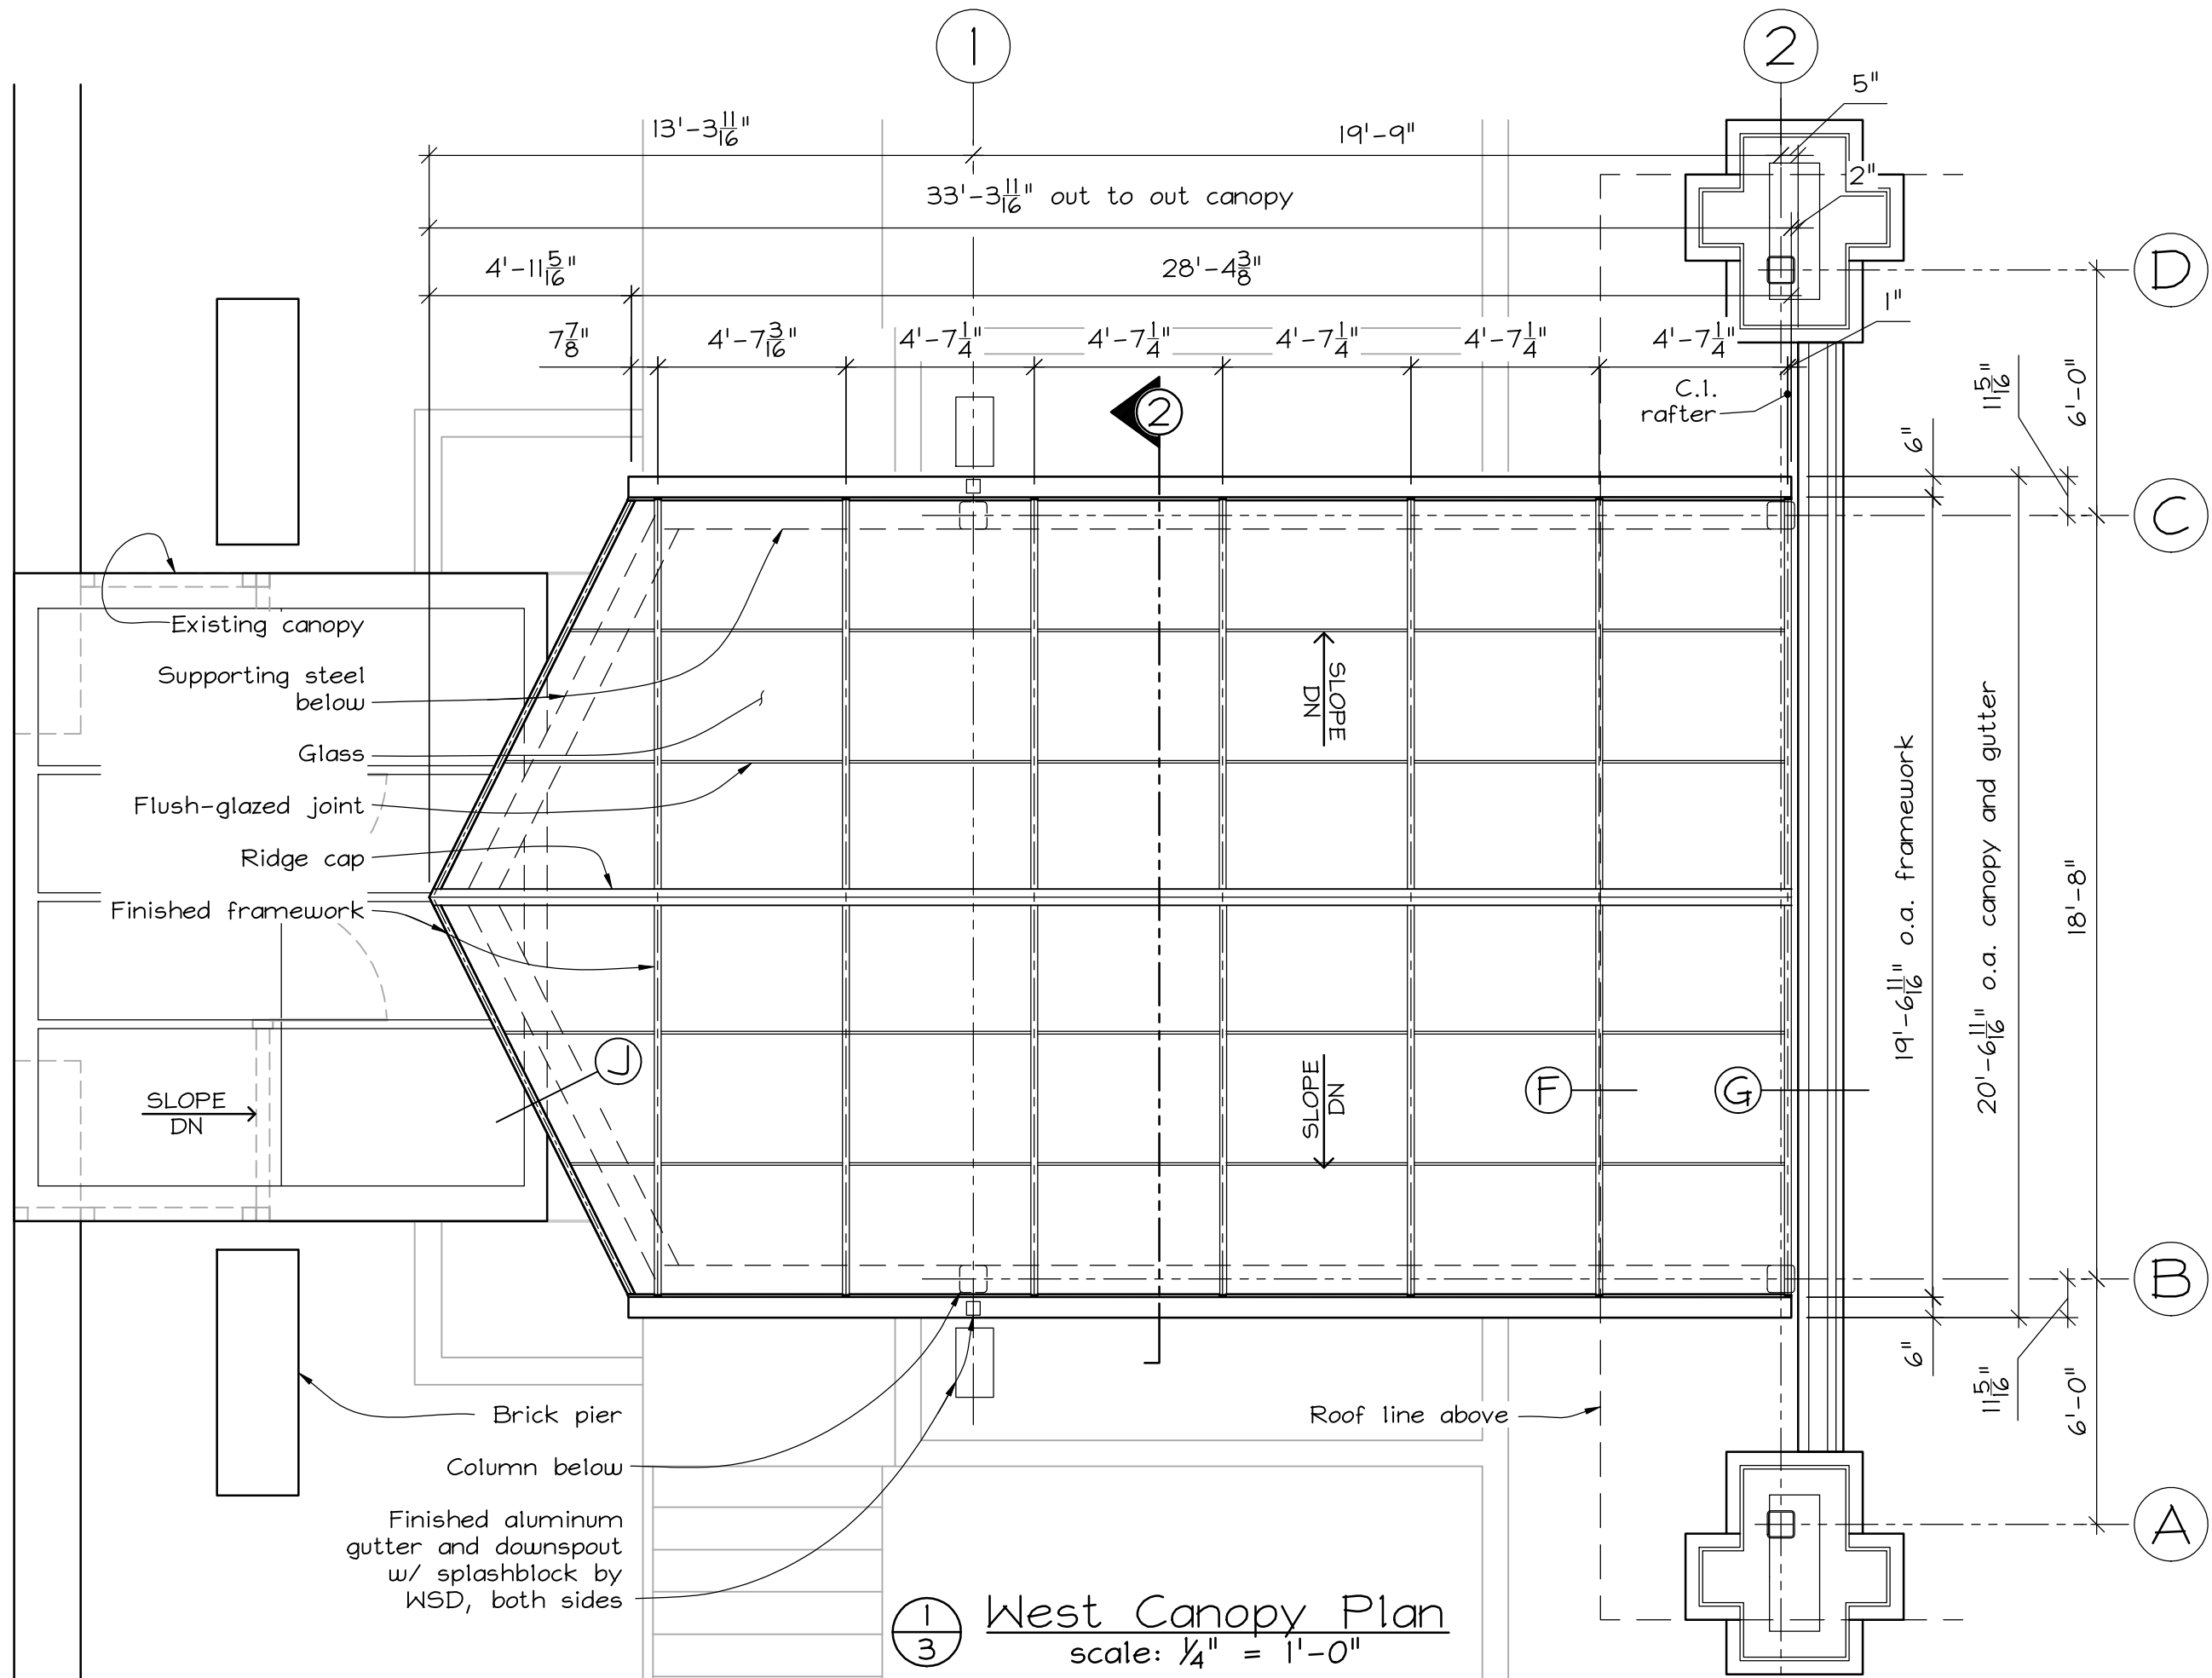 1
2
5"
13'-3 11/16"
19'-9"
2"
33'-3 11/16" out to out canopy
D
4'-11 5/16"
28'-4 3/8"
1"
7 7/8"
4'-7 3/16"
4'-7 1/4"
4'-7 1/4"
4'-7 1/4"
4'-7 1/4"
4'-7 1/4"
C.l.
rafter
2
11 5/16"
6'-0"
6"
C
Existing canopy
Supporting steel
below
Glass
Flush-glazed joint
Ridge cap
Finished framework
SLOPE
DN
SLOPE
DN
SLOPE
DN
J
F
G
19'-6 11/16" o.a. framework
20'-6 11/16" o.a. canopy and gutter
18'-8"
B
6"
11 5/16"
6'-0"
Brick pier
Roof line above
Column below
Finished aluminum
gutter and downspout
w/ splashblock by
WSD, both sides
A
1
3
West Canopy Plan
scale: 1/4" = 1'-0"